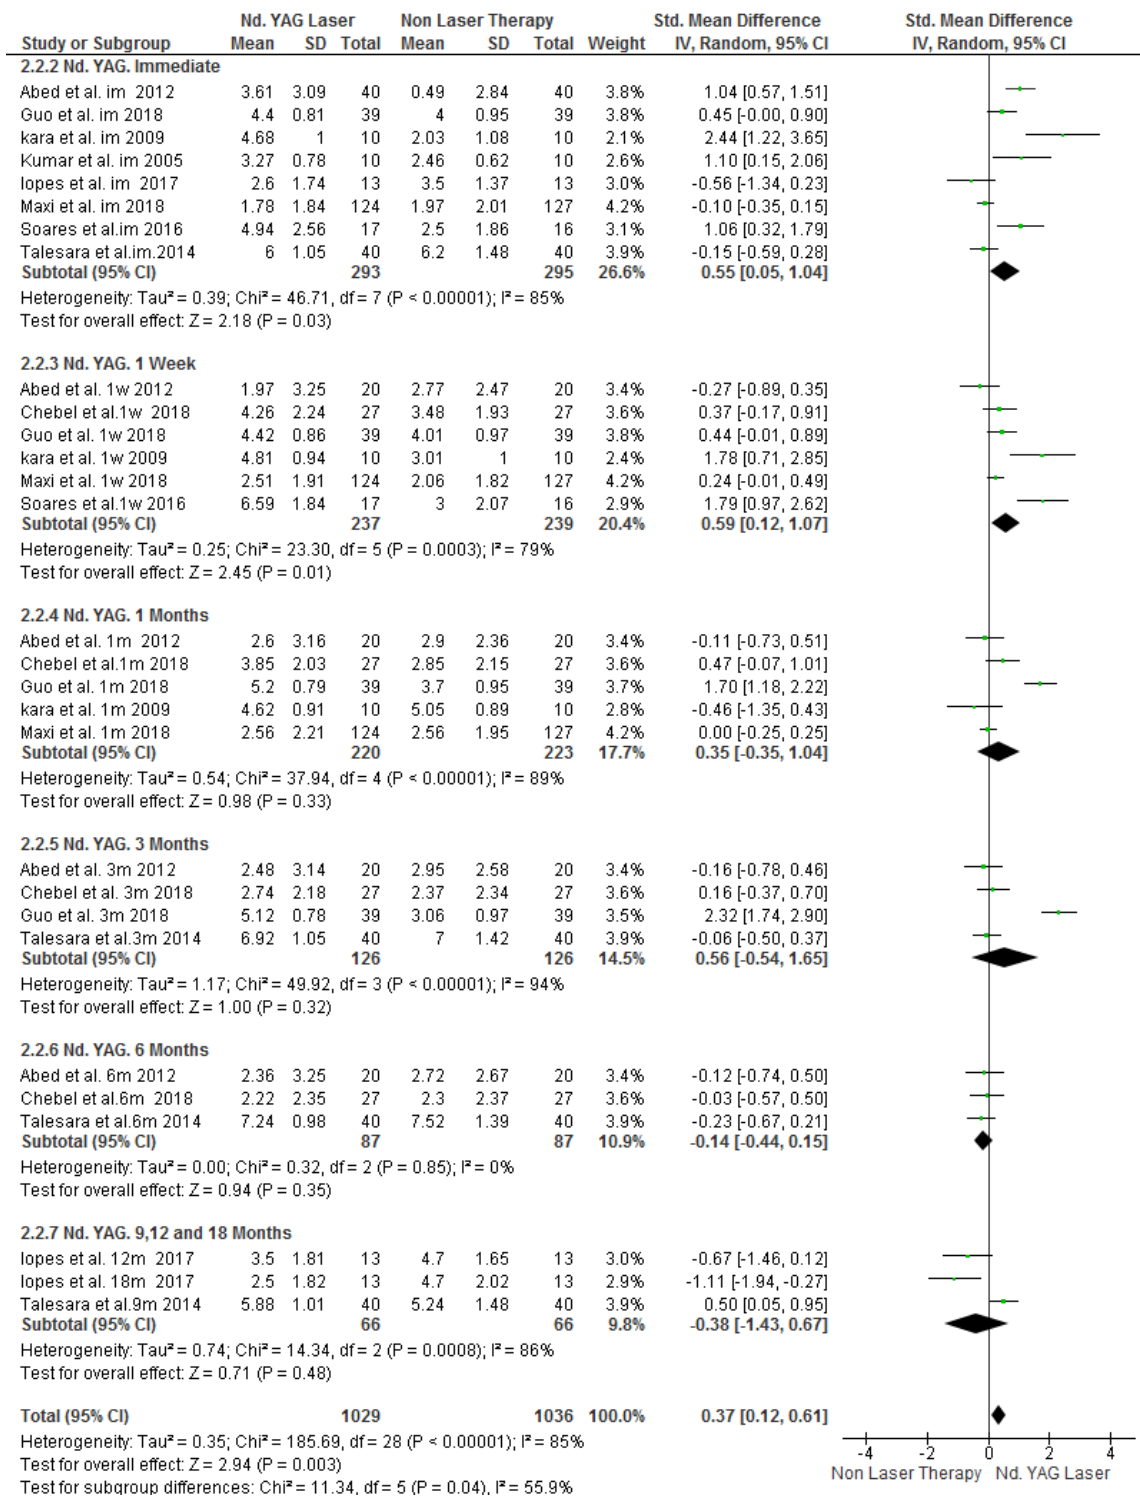 Nd. YAG Laser Non Laser Therapy Std. Mean Difference Std. Mean Difference
Study or Subgroup Mean SD Total Mean SD Total Weight IV, Random, 95% CI IV, Random, 95% CI
2.2.2 Nd. YAG. Immediate
Abed et al. im 2012 3.61 3.09 40 0.49 2.84 40 3.8% 1.04 [0.57, 1.51]
Guo et al. im 2018 4.4 0.81 39 4 0.95 39 3.8% 0.45 [-0.00, 0.90]
kara et al. im 2009 4.68 1 10 2.03 1.08 10 2.1% 2.44 [1.22, 3.65]
Kumar et al. im 2005 3.27 0.78 10 2.46 0.62 10 2.6% 1.10 [0.15, 2.06]
lopes et al. im 2017 2.6 1.74 13 3.5 1.37 13 3.0% -0.56 [-1.34, 0.23]
Maxi et al. im 2018 1.78 1.84 124 1.97 2.01 127 4.2% -0.10 [-0.35, 0.15]
Soares et al.im 2016 4.94 2.56 17 2.5 1.86 16 3.1% 1.06 [0.32, 1.79]
Talesara et al.im.2014 6 1.05 40 6.2 1.48 40 3.9% -0.15 [-0.59, 0.28]
Subtotal (95% CI) 293 295 26.6% 0.55 [0.05, 1.04]
Heterogeneity: Tau² = 0.39; Chi² = 46.71, df = 7 (P < 0.00001); I² = 85%
Test for overall effect: Z = 2.18 (P = 0.03)
2.2.3 Nd. YAG. 1 Week
Abed et al. 1w 2012 1.97 3.25 20 2.77 2.47 20 3.4% -0.27 [-0.89, 0.35]
Chebel et al.1w 2018 4.26 2.24 27 3.48 1.93 27 3.6% 0.37 [-0.17, 0.91]
Guo et al. 1w 2018 4.42 0.86 39 4.01 0.97 39 3.8% 0.44 [-0.01, 0.89]
kara et al. 1w 2009 4.81 0.94 10 3.01 1 10 2.4% 1.78 [0.71, 2.85]
Maxi et al. 1w 2018 2.51 1.91 124 2.06 1.82 127 4.2% 0.24 [-0.01, 0.49]
Soares et al.1w 2016 6.59 1.84 17 3 2.07 16 2.9% 1.79 [0.97, 2.62]
Subtotal (95% CI) 237 239 20.4% 0.59 [0.12, 1.07]
Heterogeneity: Tau² = 0.25; Chi² = 23.30, df = 5 (P = 0.0003); I² = 79%
Test for overall effect: Z = 2.45 (P = 0.01)
2.2.4 Nd. YAG. 1 Months
Abed et al. 1m 2012 2.6 3.16 20 2.9 2.36 20 3.4% -0.11 [-0.73, 0.51]
Chebel et al.1m 2018 3.85 2.03 27 2.85 2.15 27 3.6% 0.47 [-0.07, 1.01]
Guo et al. 1m 2018 5.2 0.79 39 3.7 0.95 39 3.7% 1.70 [1.18, 2.22]
kara et al. 1m 2009 4.62 0.91 10 5.05 0.89 10 2.8% -0.46 [-1.35, 0.43]
Maxi et al. 1m 2018 2.56 2.21 124 2.56 1.95 127 4.2% 0.00 [-0.25, 0.25]
Subtotal (95% CI) 220 223 17.7% 0.35 [-0.35, 1.04]
Heterogeneity: Tau² = 0.54; Chi² = 37.94, df = 4 (P < 0.00001); I² = 89%
Test for overall effect: Z = 0.98 (P = 0.33)
2.2.5 Nd. YAG. 3 Months
Abed et al. 3m 2012 2.48 3.14 20 2.95 2.58 20 3.4% -0.16 [-0.78, 0.46]
Chebel et al. 3m 2018 2.74 2.18 27 2.37 2.34 27 3.6% 0.16 [-0.37, 0.70]
Guo et al. 3m 2018 5.12 0.78 39 3.06 0.97 39 3.5% 2.32 [1.74, 2.90]
Talesara et al.3m 2014 6.92 1.05 40 7 1.42 40 3.9% -0.06 [-0.50, 0.37]
Subtotal (95% CI) 126 126 14.5% 0.56 [-0.54, 1.65]
Heterogeneity: Tau² = 1.17; Chi² = 49.92, df = 3 (P < 0.00001); I² = 94%
Test for overall effect: Z = 1.00 (P = 0.32)
2.2.6 Nd. YAG. 6 Months
Abed et al. 6m 2012 2.36 3.25 20 2.72 2.67 20 3.4% -0.12 [-0.74, 0.50]
Chebel et al.6m 2018 2.22 2.35 27 2.3 2.37 27 3.6% -0.03 [-0.57, 0.50]
Talesara et al.6m 2014 7.24 0.98 40 7.52 1.39 40 3.9% -0.23 [-0.67, 0.21]
Subtotal (95% CI) 87 87 10.9% -0.14 [-0.44, 0.15]
Heterogeneity: Tau² = 0.00; Chi² = 0.32, df = 2 (P = 0.85); I² = 0%
Test for overall effect: Z = 0.94 (P = 0.35)
2.2.7 Nd. YAG. 9,12 and 18 Months
lopes et al. 12m 2017 3.5 1.81 13 4.7 1.65 13 3.0% -0.67 [-1.46, 0.12]
lopes et al. 18m 2017 2.5 1.82 13 4.7 2.02 13 2.9% -1.11 [-1.94, -0.27]
Talesara et al.9m 2014 5.88 1.01 40 5.24 1.48 40 3.9% 0.50 [0.05, 0.95]
Subtotal (95% CI) 66 66 9.8% -0.38 [-1.43, 0.67]
Heterogeneity: Tau² = 0.74; Chi² = 14.34, df = 2 (P = 0.0008); I² = 86%
Test for overall effect: Z = 0.71 (P = 0.48)
Total (95% CI) 1029 1036 100.0% 0.37 [0.12, 0.61]
Heterogeneity: Tau² = 0.35; Chi² = 185.69, df = 28 (P < 0.00001); I² = 85%
Test for overall effect: Z = 2.94 (P = 0.003)
Test for subgroup differences: Chi² = 11.34, df = 5 (P = 0.04), I² = 55.9%
-4 -2 0 2 4
Non Laser Therapy Nd. YAG Laser